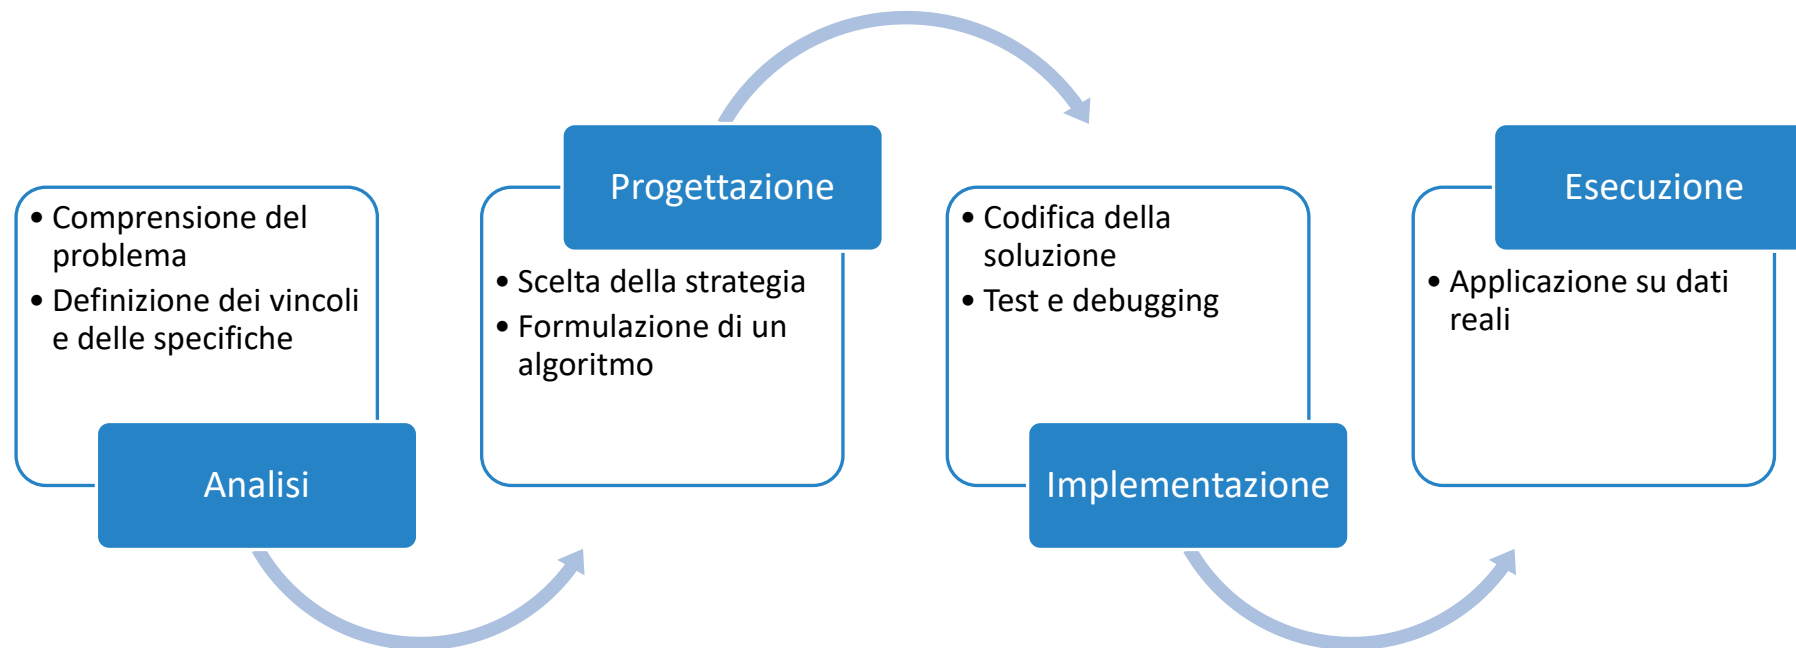 • Comprensione del
problema
• Definizione dei vincoli
e delle specifiche
Analisi
Progettazione
• Scelta della strategia
• Formulazione di un
algoritmo
• Codifica della
soluzione
• Test e debugging
Implementazione
Esecuzione
• Applicazione su dati
reali